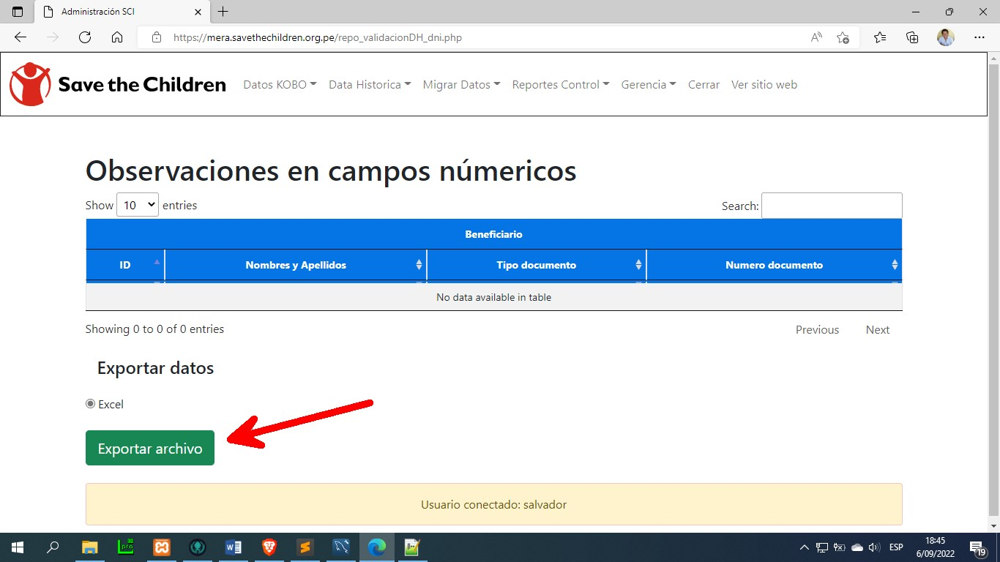 Administración SCI
https://mera.savethechildren.org.pe/repo_validacionDH_dni.php
Save the Children Datos KOBO Data Historica Migrar Datos Reportes Control Gerencia Cerrar Ver sitio web
Observaciones en campos númericos
Show 10 entries Search:
Beneficiario
ID Nombres y Apellidos Tipo documento Numero documento
No data available in table
Showing 0 to 0 of 0 entries Previous Next
Exportar datos
Excel
Exportar archivo
Usuario conectado: salvador
ESP 18:45
6/09/2022 19